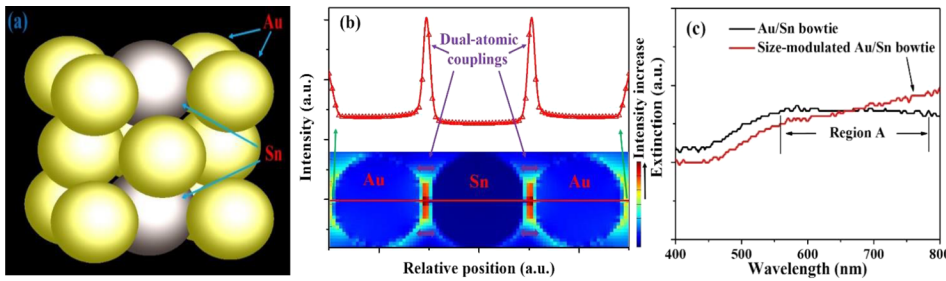 (a)
Au
Sn
(b)
Dual-atomic
couplings
Intensity (a.u.)
Au
Sn
Au
Intensity increase
Relative position (a.u.)
(c)
Au/Sn bowtie
Size-modulated Au/Sn bowtie
Extinction (a.u.)
Region A
400 500 600 700 800
Wavelength (nm)